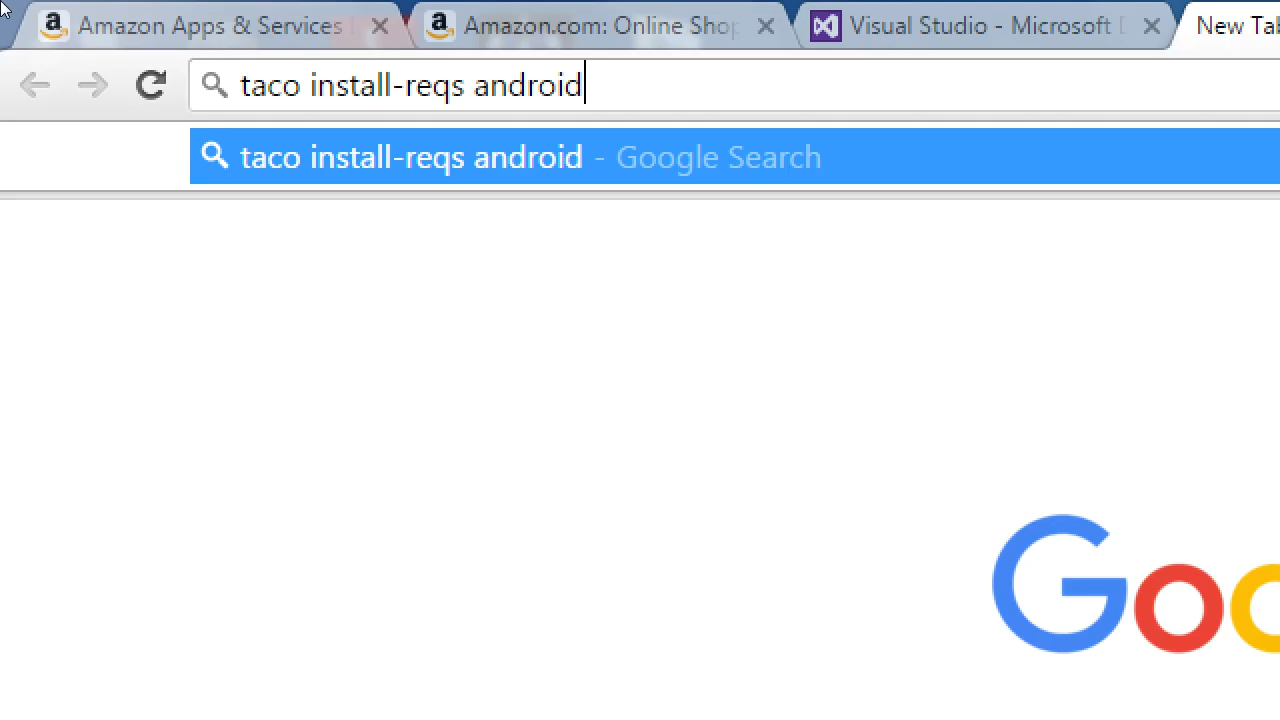 Amazon Apps & Services
Amazon.com: Online Shop
Visual Studio - Microsoft
New Tab
taco install-reqs android
taco install-reqs android - Google Search
Goo